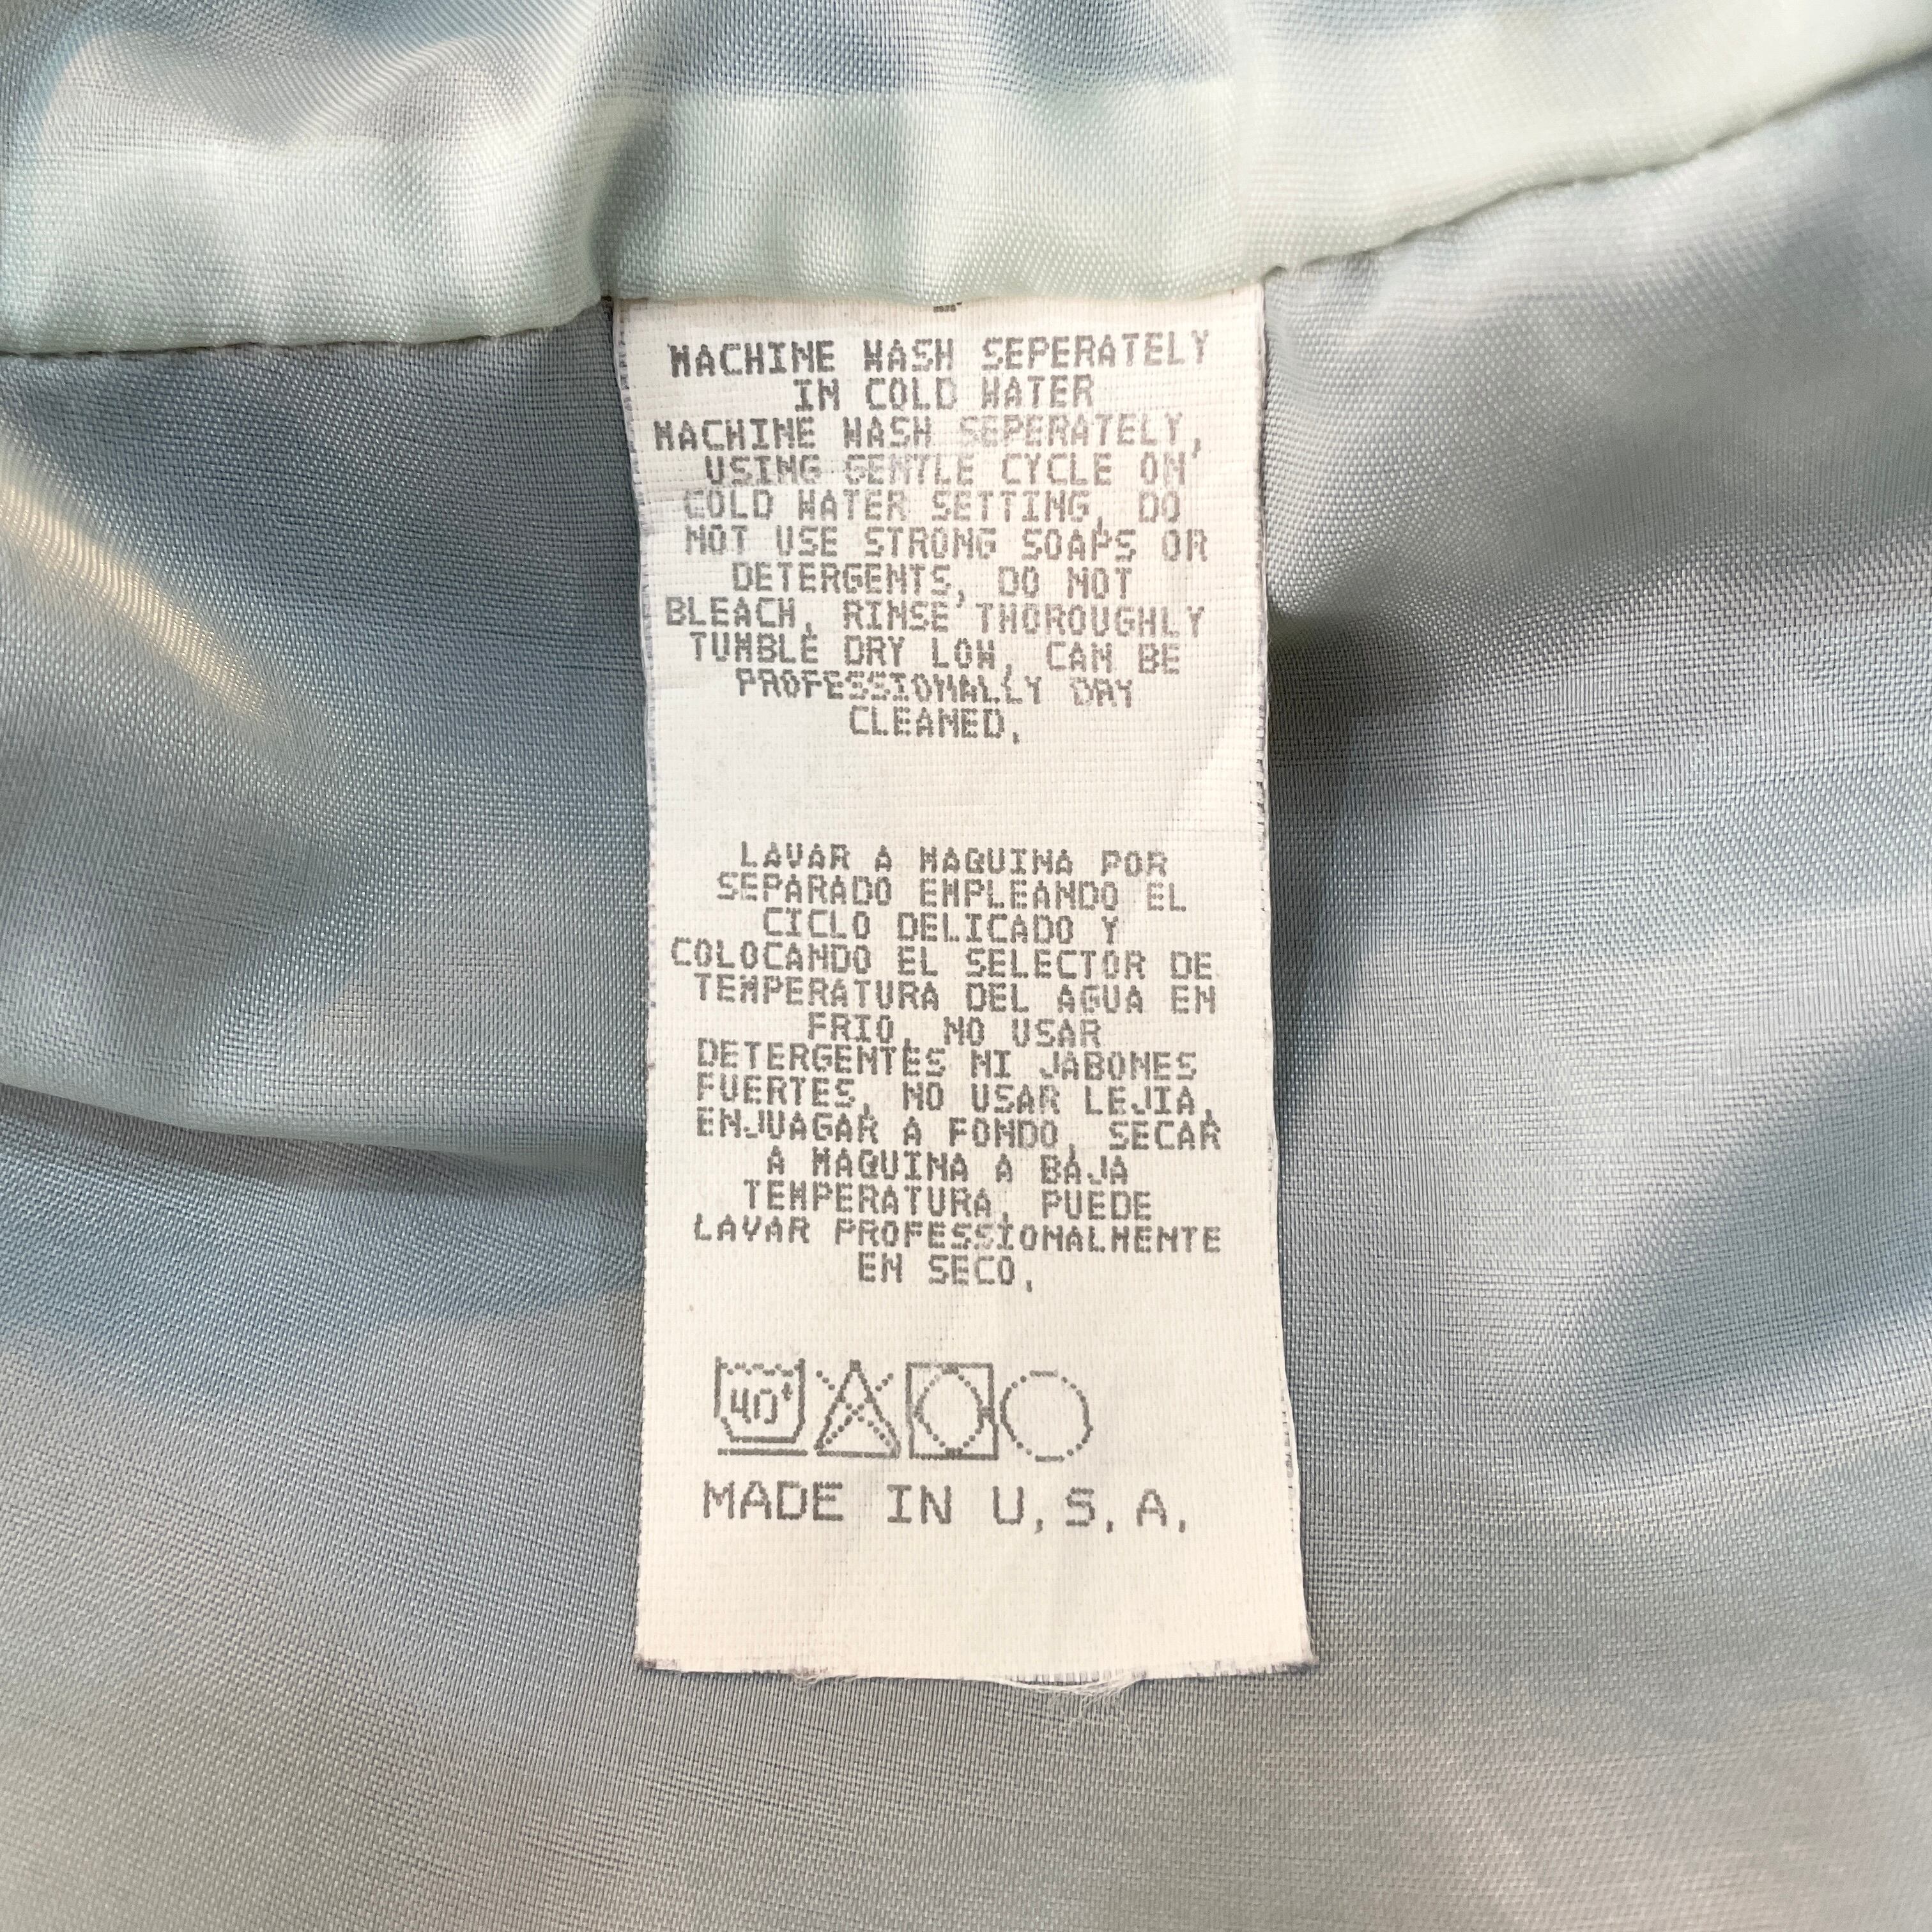 MACHINE WASH SEPERATELY
IN COLD WATER
MACHINE WASH SEPERATELY,
USING GENTLE CYCLE ON
COLD WATER SETTING, DO
NOT USE STRONG SOAPS OR
DETERGENTS, DO NOT
BLEACH, RINSE THOROUGHLY
TUMBLE DRY LOW, CAN BE
PROFESSIONALLY DRY
CLEANED,
LAVAR A MAQUINA POR
SEPARADO EMPLEANDO EL
CICLO DELICADO Y
COLOCANDO EL SELECTOR DE
TEMPERATURA DEL AGUA EN
FRIO, NO USAR
DETERGENTES NI JABONES
FUERTES, NO USAR LEJIA,
ENJUAGAR A FONDO, SECAR
A MAQUINA A BAJA
TEMPERATURA, PUEDE
LAVAR PROFESSIONALMENTE
EN SECO,
40°
MADE IN U.S.A.